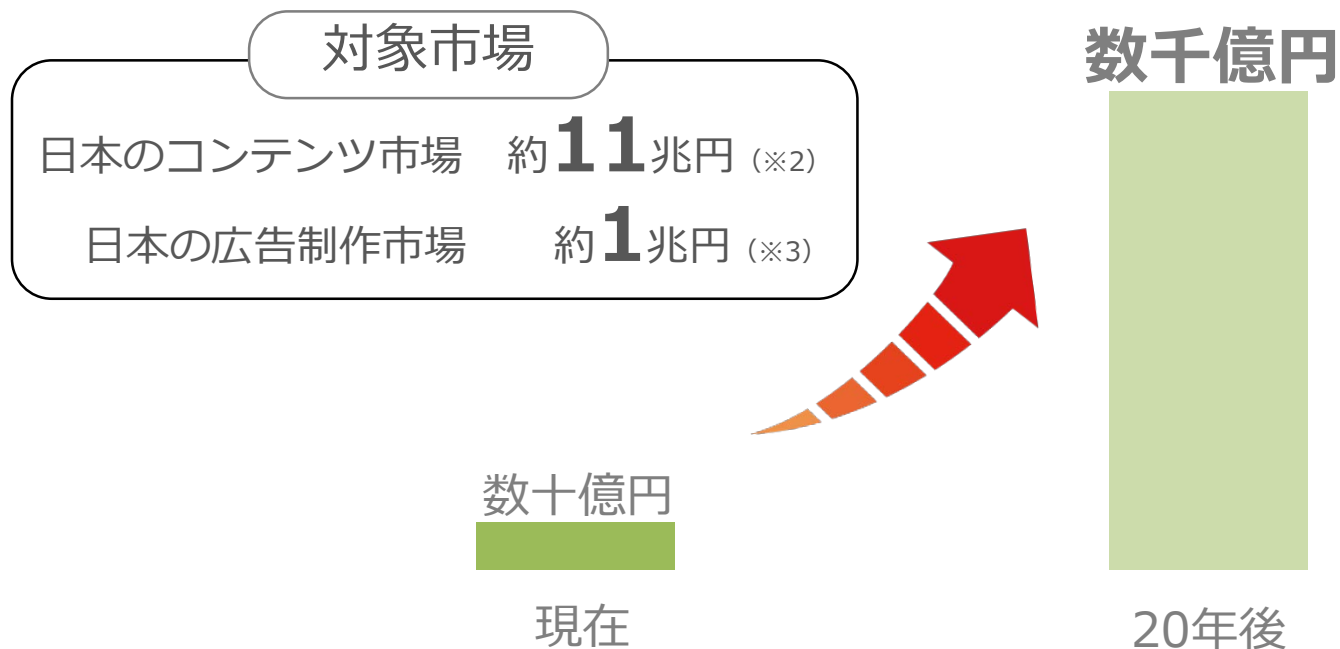 対象市場
日本のコンテンツ市場 約11兆円（※2）
日本の広告制作市場 約1兆円（※3）
数千億円
数十億円
現在
20年後